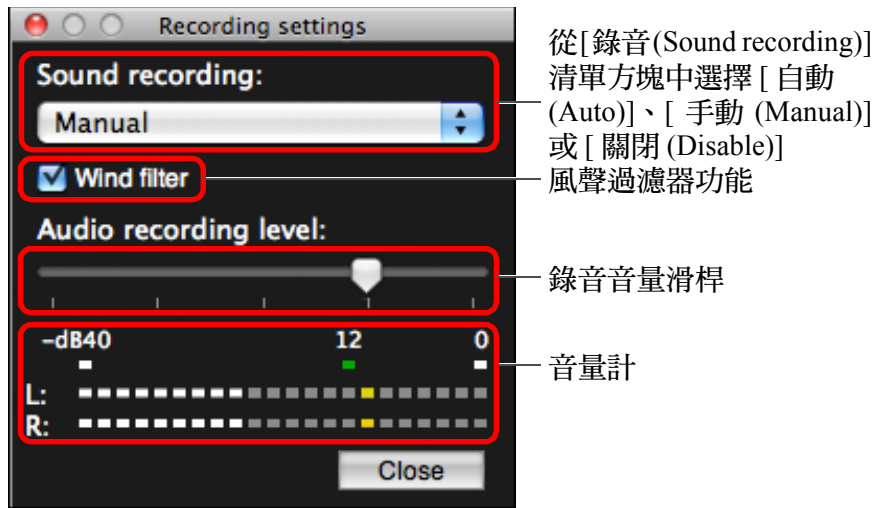 Recording settings
Sound recording:
Manual
Wind filter
Audio recording level:
-dB40 12 0
L:
R:
Close
從[錄音(Sound recording)]
清單方塊中選擇 [ 自動
(Auto)]、[ 手動 (Manual)]
或 [ 關閉 (Disable)]
風聲過濾器功能
錄音音量滑桿
音量計